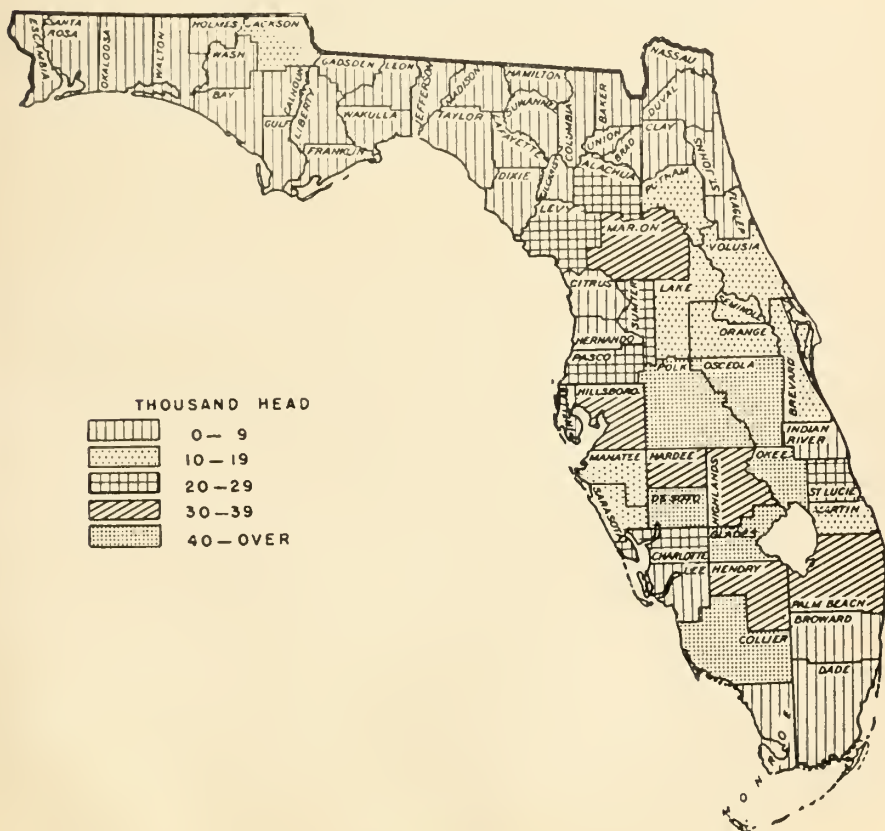 NASSAU
HOLMES JACKSON
ESCAMBIA SANTA ROSA OKALOOSA WALTON WASH
BAY CALHOUN GADSDEN LEON JEFFERSON MADISON HAMILTON
GULF LIBERTY WAKULLA FRANKLIN TAYLOR SUWANNE LAFAYETTE COLUMBIA BAKER DUVAL
DIXIE UNION BRAD CLAY ST. JOHNS
ALACHUA PUTNAM FLAGLER
LEVY
MARION VOLUSIA
CITRUS SUMTER LAKE SEMINOLE
HERNANDO ORANGE
PASCO POLK OSCEOLA BREVARD
HILLSBORO.
INDIAN
RIVER
MANATEE HARDEE HIGHLANDS OKEE
SARASOTA DE SOTO ST LUCIE
MARTIN
GLADES
CHARLOTTE
LEE HENDRY
PALM BEACH
COLLIER BROWARD
DADE
MONROE
THOUSAND HEAD
0 — 9
10 — 19
20 — 29
30 — 39
40 — OVER